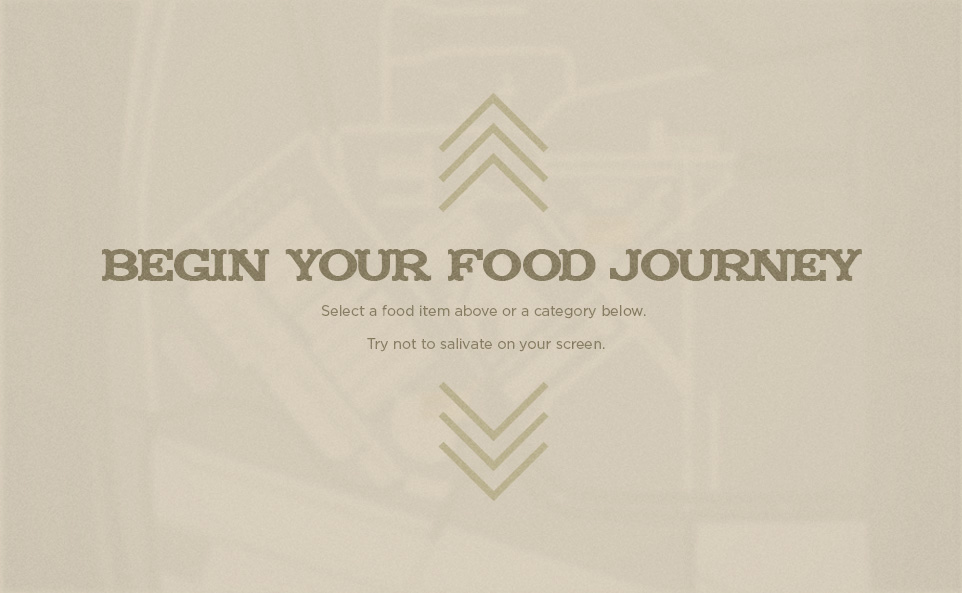 BEGIN YOUR FOOD JOURNEY
Select a food item above or a category below.
Try not to salivate on your screen.